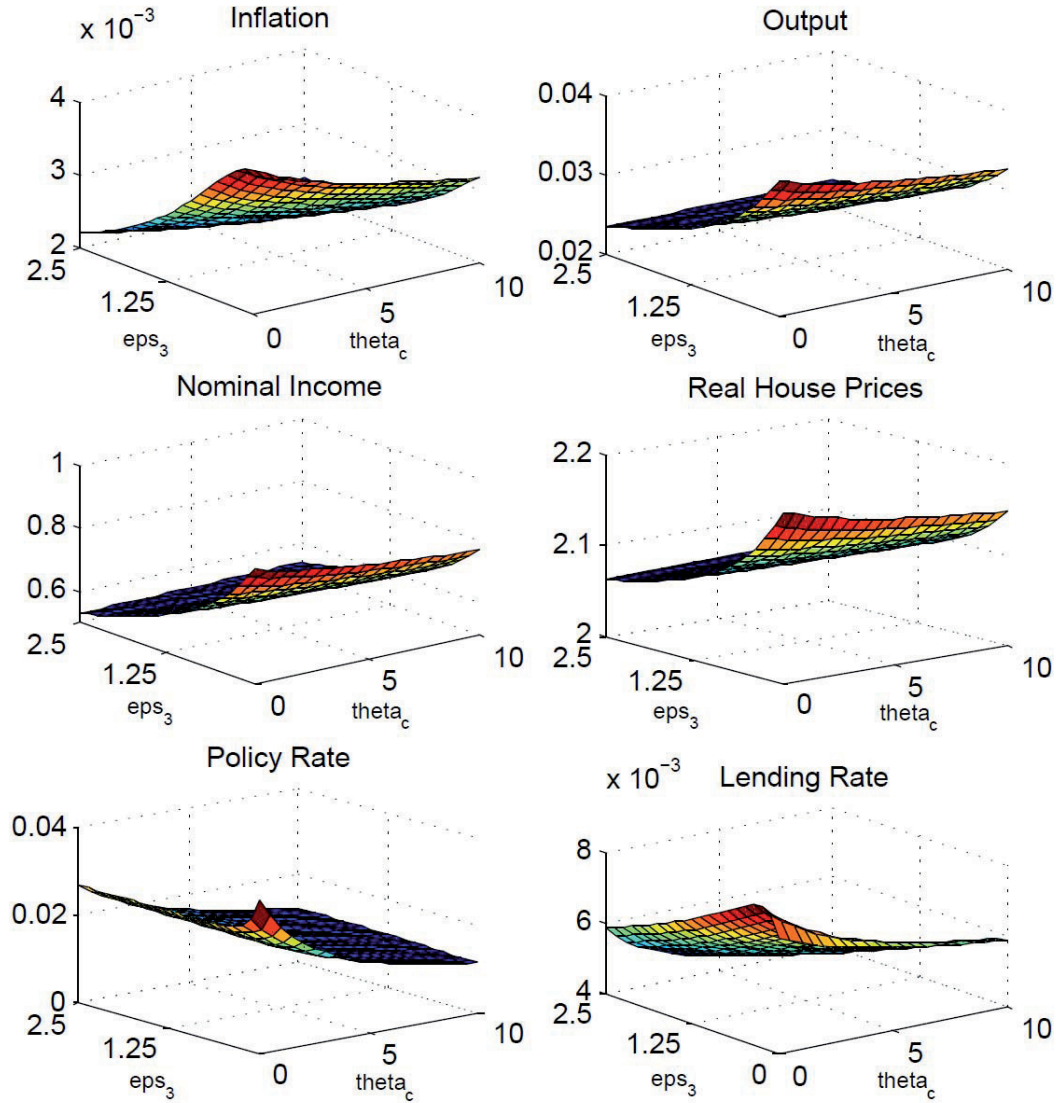 x 10⁻³ Inflation
4
3
2
2.5
1.25
eps₃
0
5
10
theta_c
Output
0.04
0.03
0.02
2.5
1.25
eps₃
0
5
10
theta_c
Nominal Income
1
0.8
0.6
2.5
1.25
eps₃
0
5
10
theta_c
Real House Prices
2.2
2.1
2
2.5
1.25
eps₃
0
5
10
theta_c
Policy Rate
0.04
0.02
0
2.5
1.25
eps₃
0
5
10
theta_c
x 10⁻³ Lending Rate
8
6
4
2.5
1.25
eps₃
0
0
5
10
theta_c